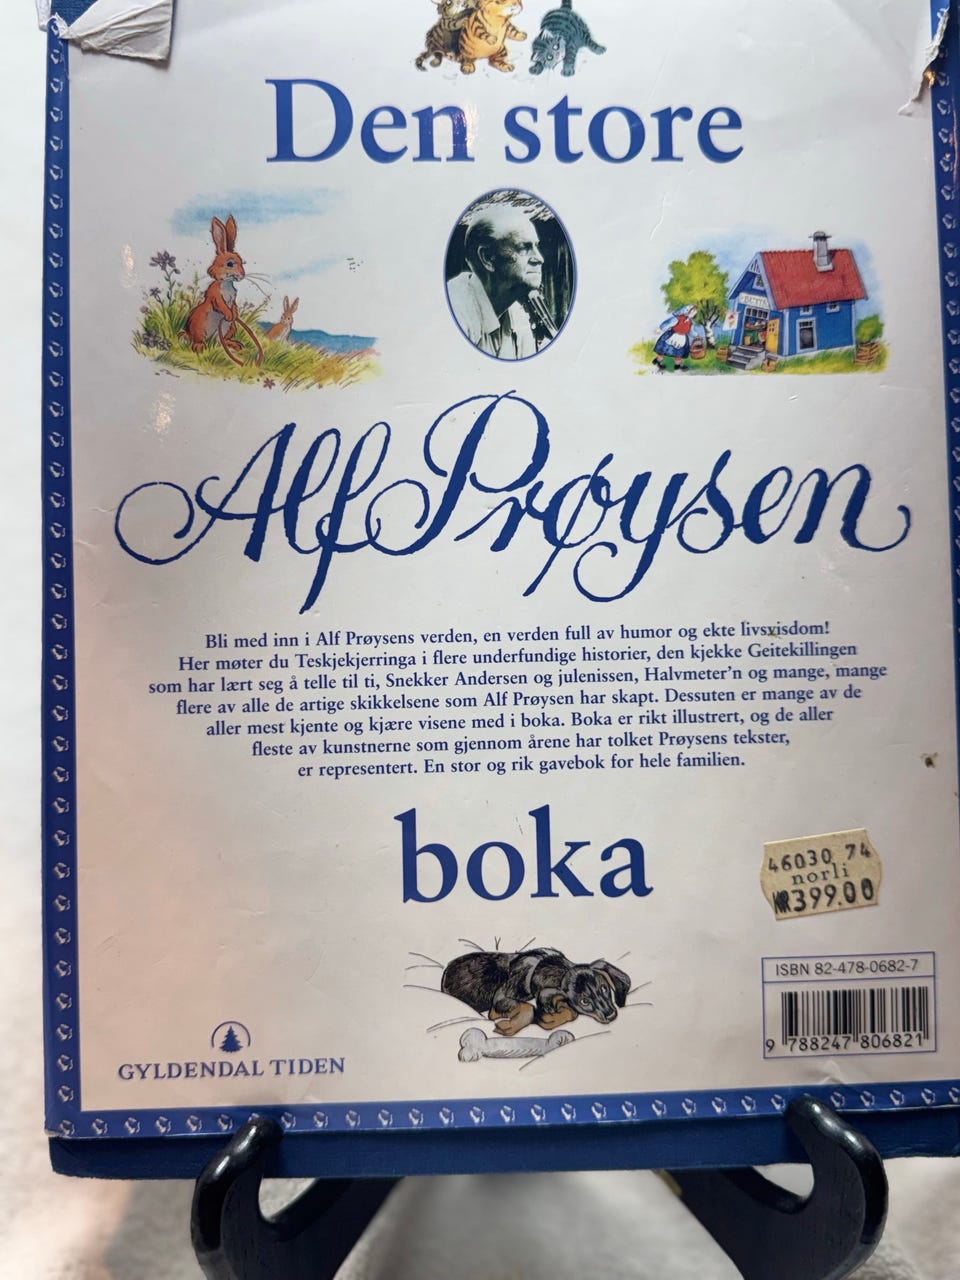 Den store
Alf Prøysen
Bli med inn i Alf Prøysens verden, en verden full av humor og ekte livsvisdom!
Her møter du Teskjekjerringa i flere underfundige historier, den kjekke Geitekillingen
som har lært seg å telle til ti, Snekker Andersen og julenissen, Halvmeter'n og mange, mange
flere av alle de artige skikkelsene som Alf Prøysen har skapt. Dessuten er mange av de
aller mest kjente og kjære visene med i boka. Boka er rikt illustrert, og de aller
fleste av kunstnerne som gjennom årene har tolket Prøysens tekster,
er representert. En stor og rik gavebok for hele familien.
boka
46030 74
norli
KR399.00
ISBN 82-478-0682-7
9 788247 806821
GYLDENDAL TIDEN